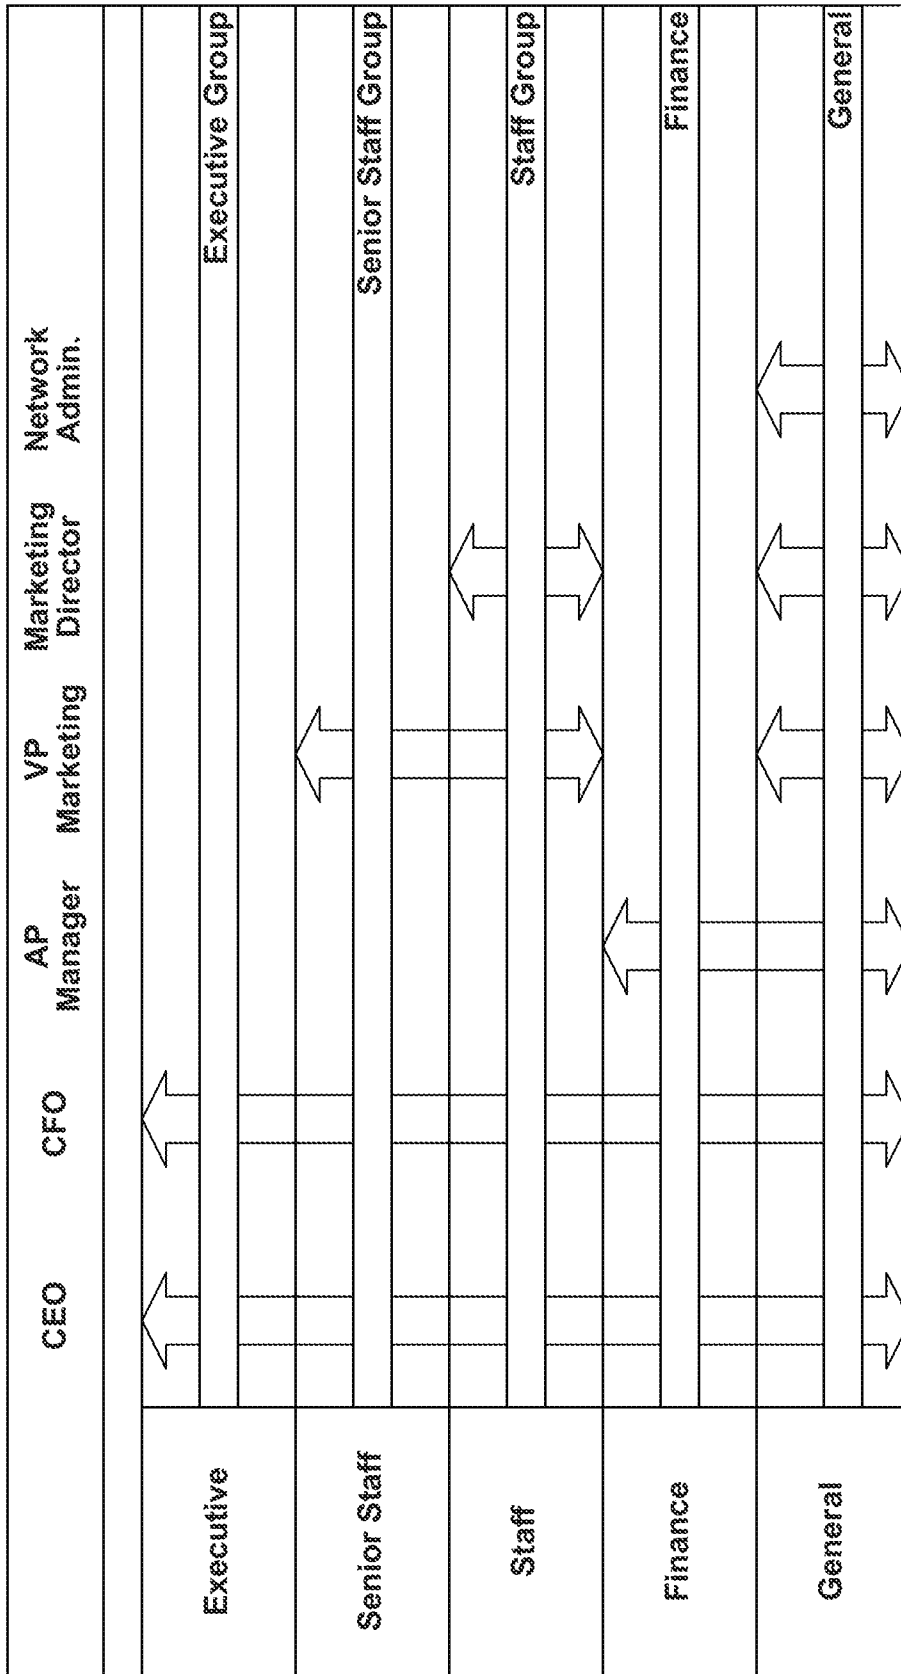 CEO
CFO
AP
Manager
VP
Marketing
Marketing
Director
Network
Admin.
Executive
Executive Group
Senior Staff
Senior Staff Group
Staff
Staff Group
Finance
Finance
General
General